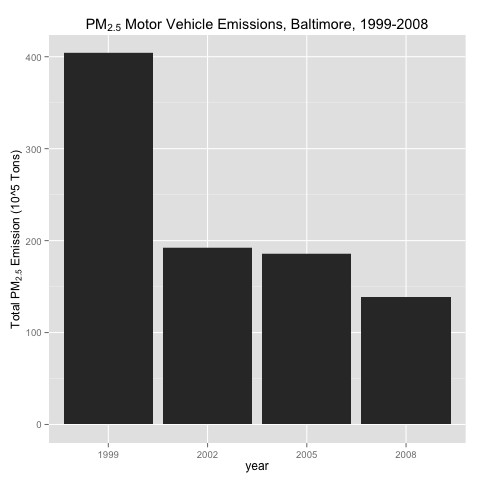 PM2.5 Motor Vehicle Emissions, Baltimore, 1999-2008
Total PM2.5 Emission (10^5 Tons)
400
300
200
100
0
1999 2002 2005 2008
year